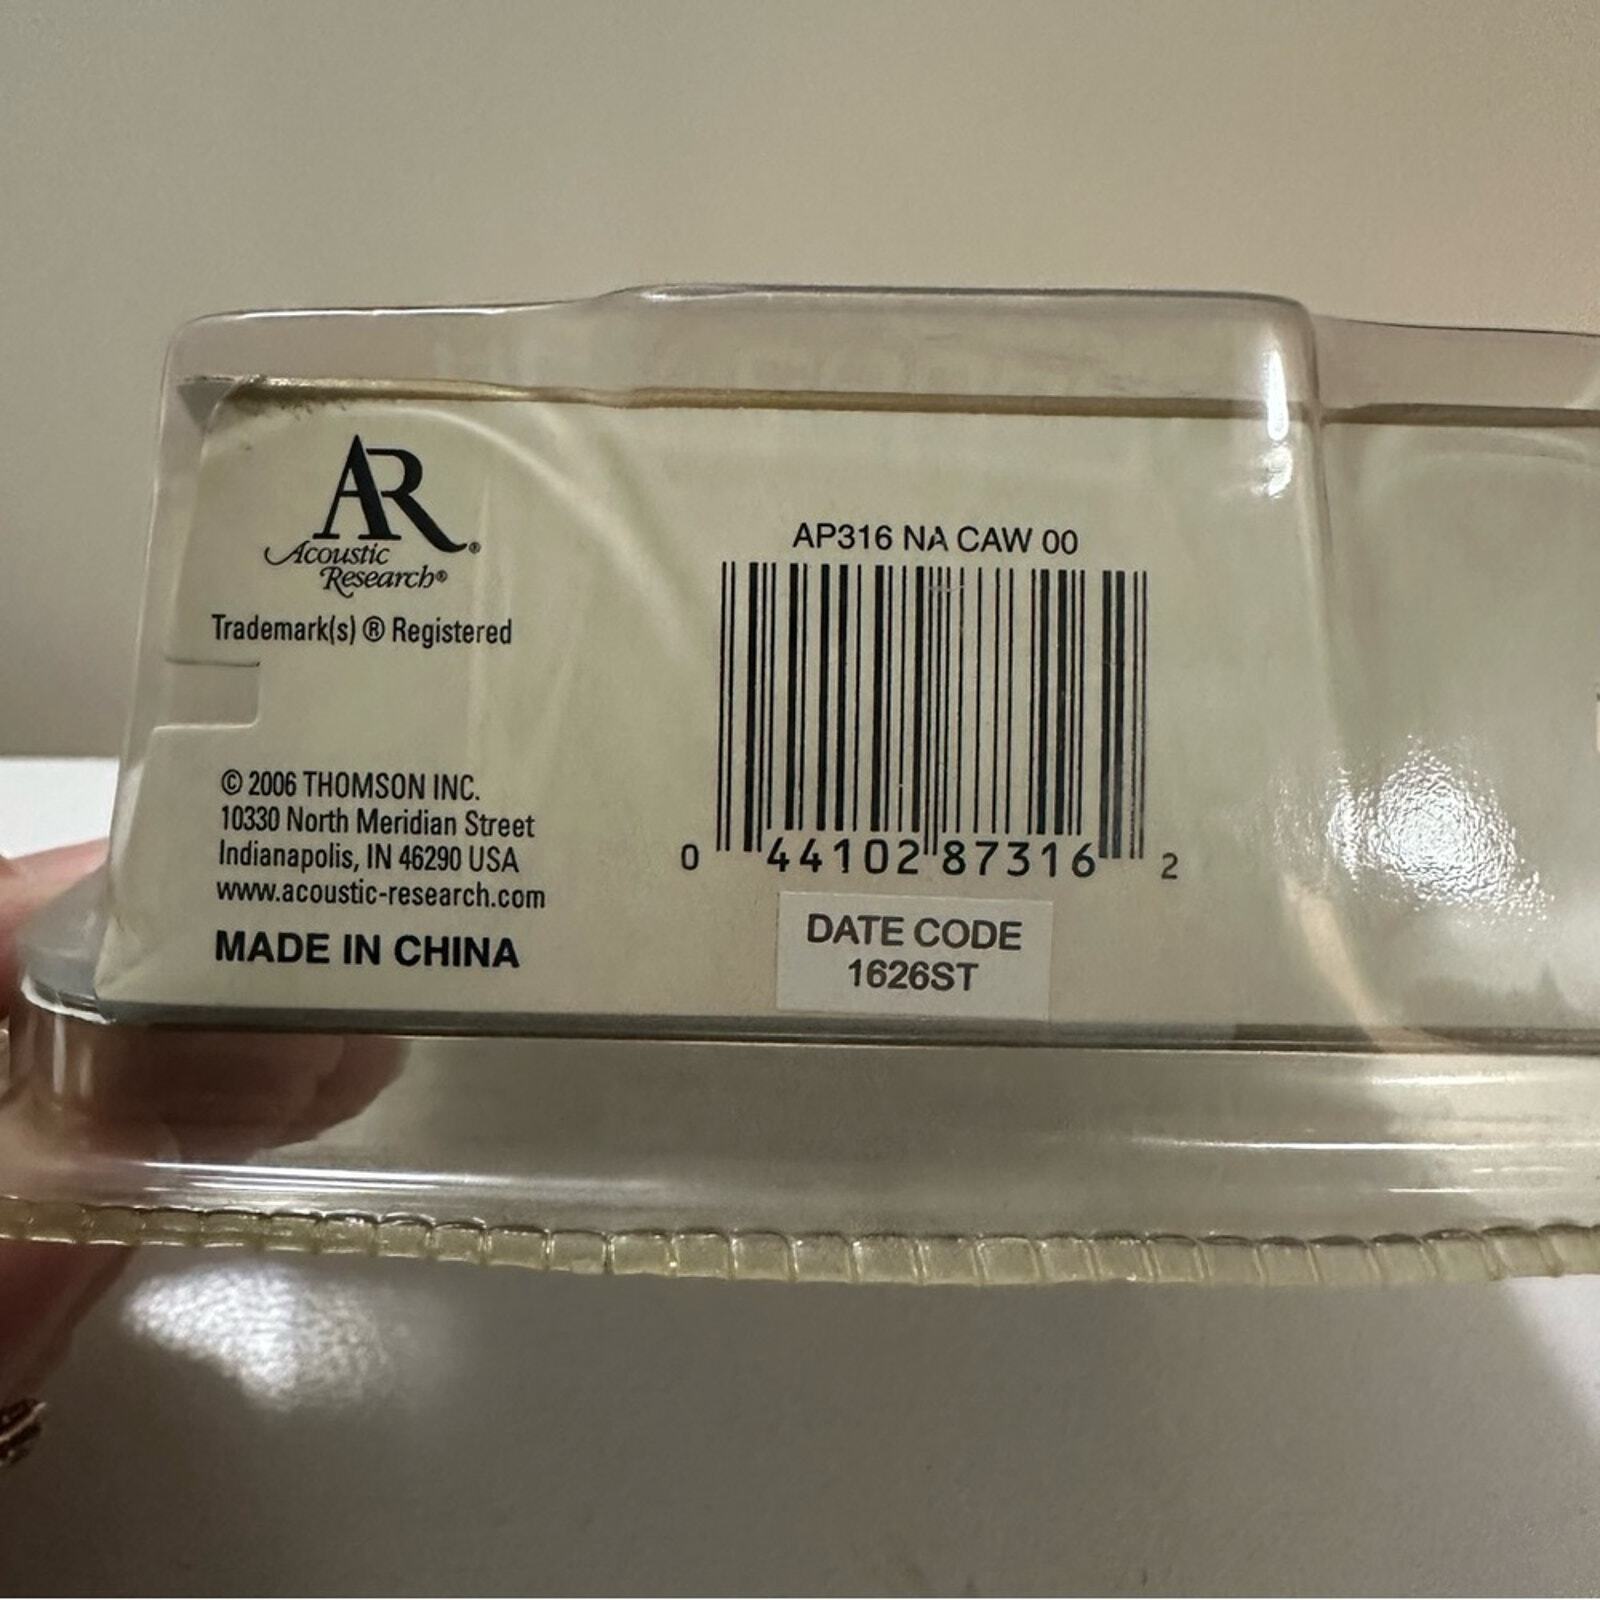 AR®
Acoustic
Research®
Trademark(s) ® Registered
© 2006 THOMSON INC.
10330 North Meridian Street
Indianapolis, IN 46290 USA
www.acoustic-research.com
MADE IN CHINA
AP316 NA CAW 00
0 44102 87316 2
DATE CODE
1626ST